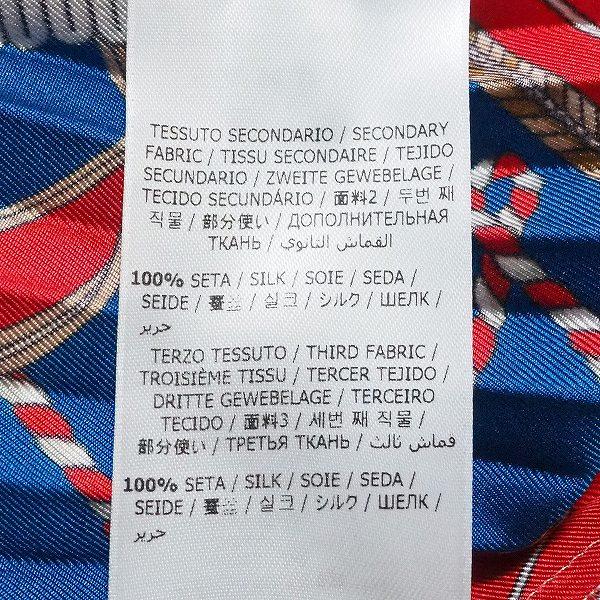 TESSUTO SECONDARIO / SECONDARY
FABRIC / TISSU SECONDAIRE / TEJIDO
SECUNDARIO / ZWEITE GEWEBELAGE /
TECIDO SECUNDÁRIO / 面料2 / 두번 째
직물 / 部分使い / ДОПОЛНИТЕЛЬНАЯ
ТКАНЬ / القماش الثانوي
100% SETA / SILK / SOIE / SEDA /
SEIDE / / 실크 / シルク / ШЕЛК /
حرير
TERZO TESSUTO / THIRD FABRIC /
TROISIÈME TISSU / TERCER TEJIDO /
DRITTE GEWEBELAGE / TERCEIRO
TECIDO / 面料3 / 세번 째 직물 /
部分使い / ТРЕТЬЯ ТКАНЬ / قماش ثالث
100% SETA / SILK / SOIE / SEDA /
SEIDE / / 실크 / シルク / ШЕЛК /
حرير